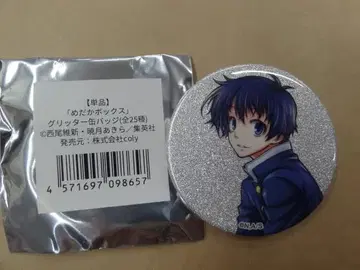 【単品】
「めだかボックス」
グリッター缶バッジ(全25種)
©西尾維新・暁月あきら／集英社
発売元：株式会社coly
4 571697 098657
©N,A/S